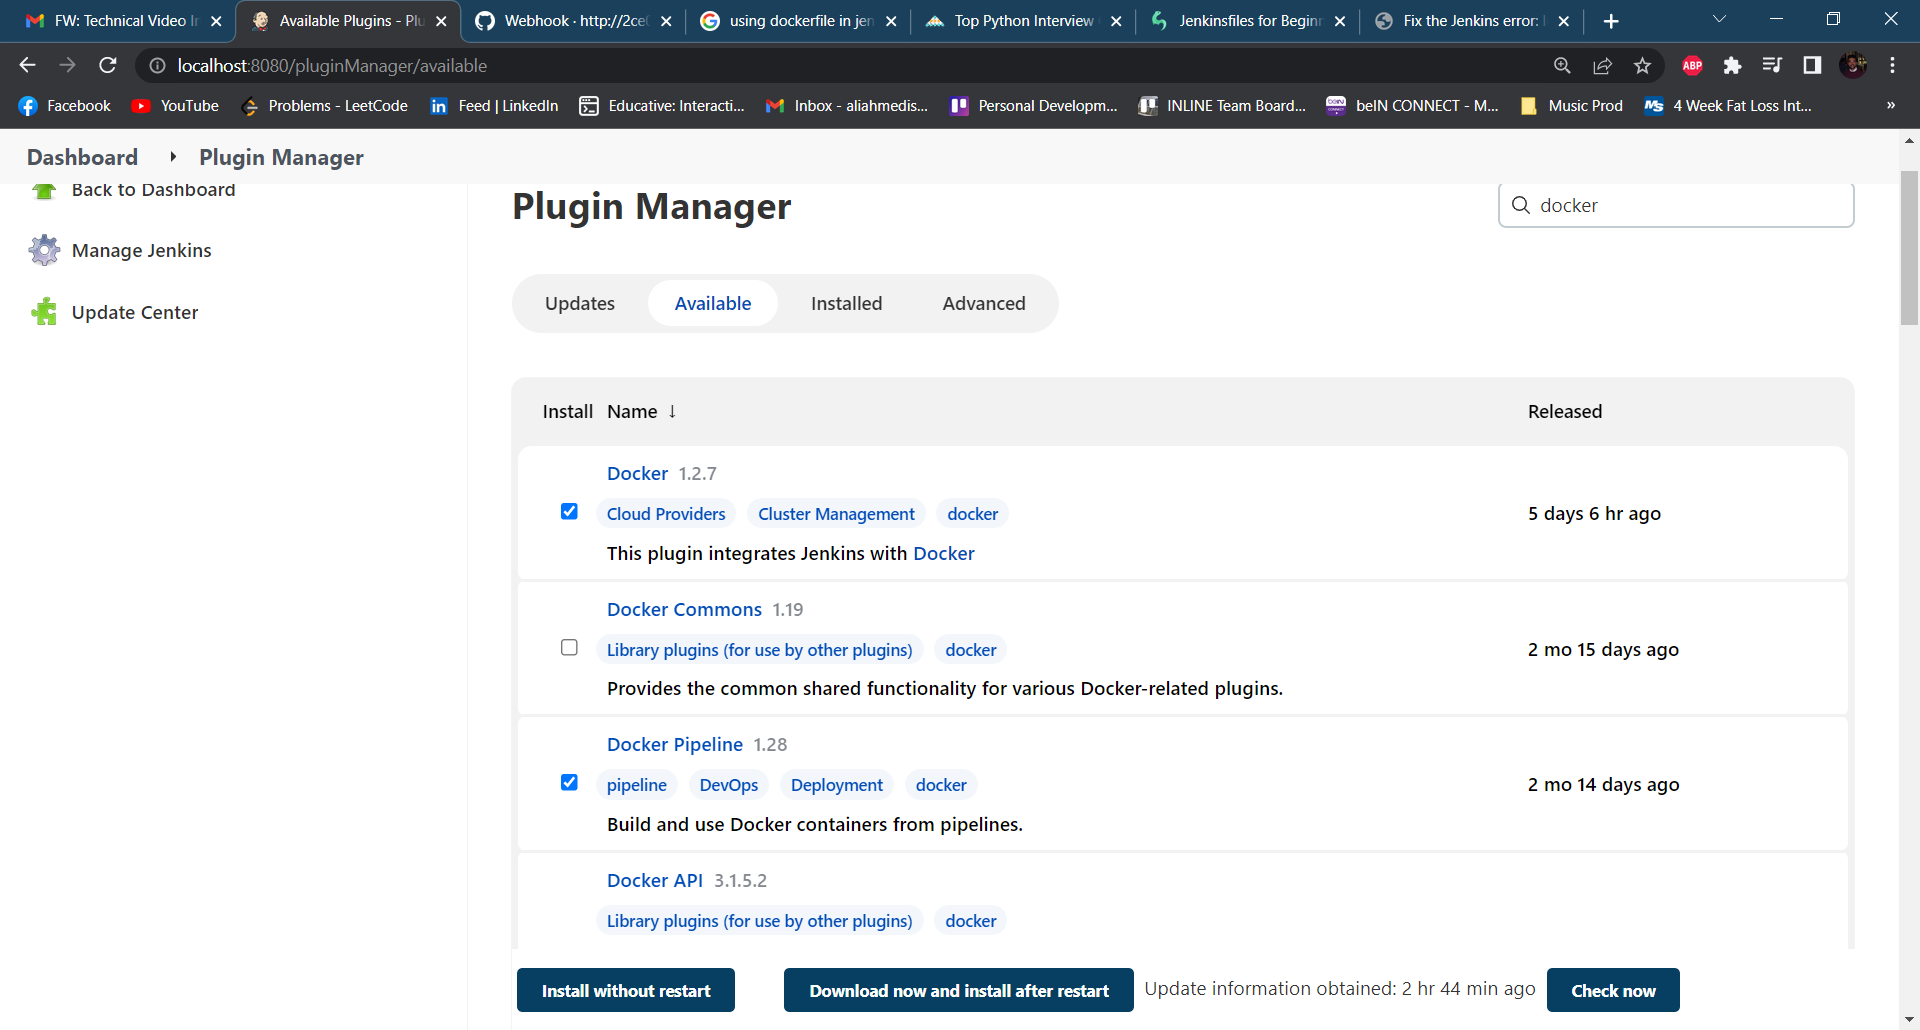 FW: Technical Video I
Available Plugins - Plu
Webhook · http://2ce
using dockerfile in jen
Top Python Interview
Jenkinsfiles for Beginn
Fix the Jenkins error:
localhost:8080/pluginManager/available
ABP
Facebook
YouTube
Problems - LeetCode
Feed | LinkedIn
Educative: Interacti...
Inbox - aliahmedis...
Personal Developm...
INLINE Team Board...
beIN CONNECT - M...
Music Prod
4 Week Fat Loss Int...
»
Dashboard
Plugin Manager
Back to Dashboard
Manage Jenkins
Update Center
Plugin Manager
docker
Updates
Available
Installed
Advanced
Install Name ↓ Released
Docker 1.2.7
Cloud Providers Cluster Management docker
5 days 6 hr ago
This plugin integrates Jenkins with Docker
Docker Commons 1.19
Library plugins (for use by other plugins) docker
2 mo 15 days ago
Provides the common shared functionality for various Docker-related plugins.
Docker Pipeline 1.28
pipeline DevOps Deployment docker
2 mo 14 days ago
Build and use Docker containers from pipelines.
Docker API 3.1.5.2
Library plugins (for use by other plugins) docker
Install without restart
Download now and install after restart
Update information obtained: 2 hr 44 min ago
Check now